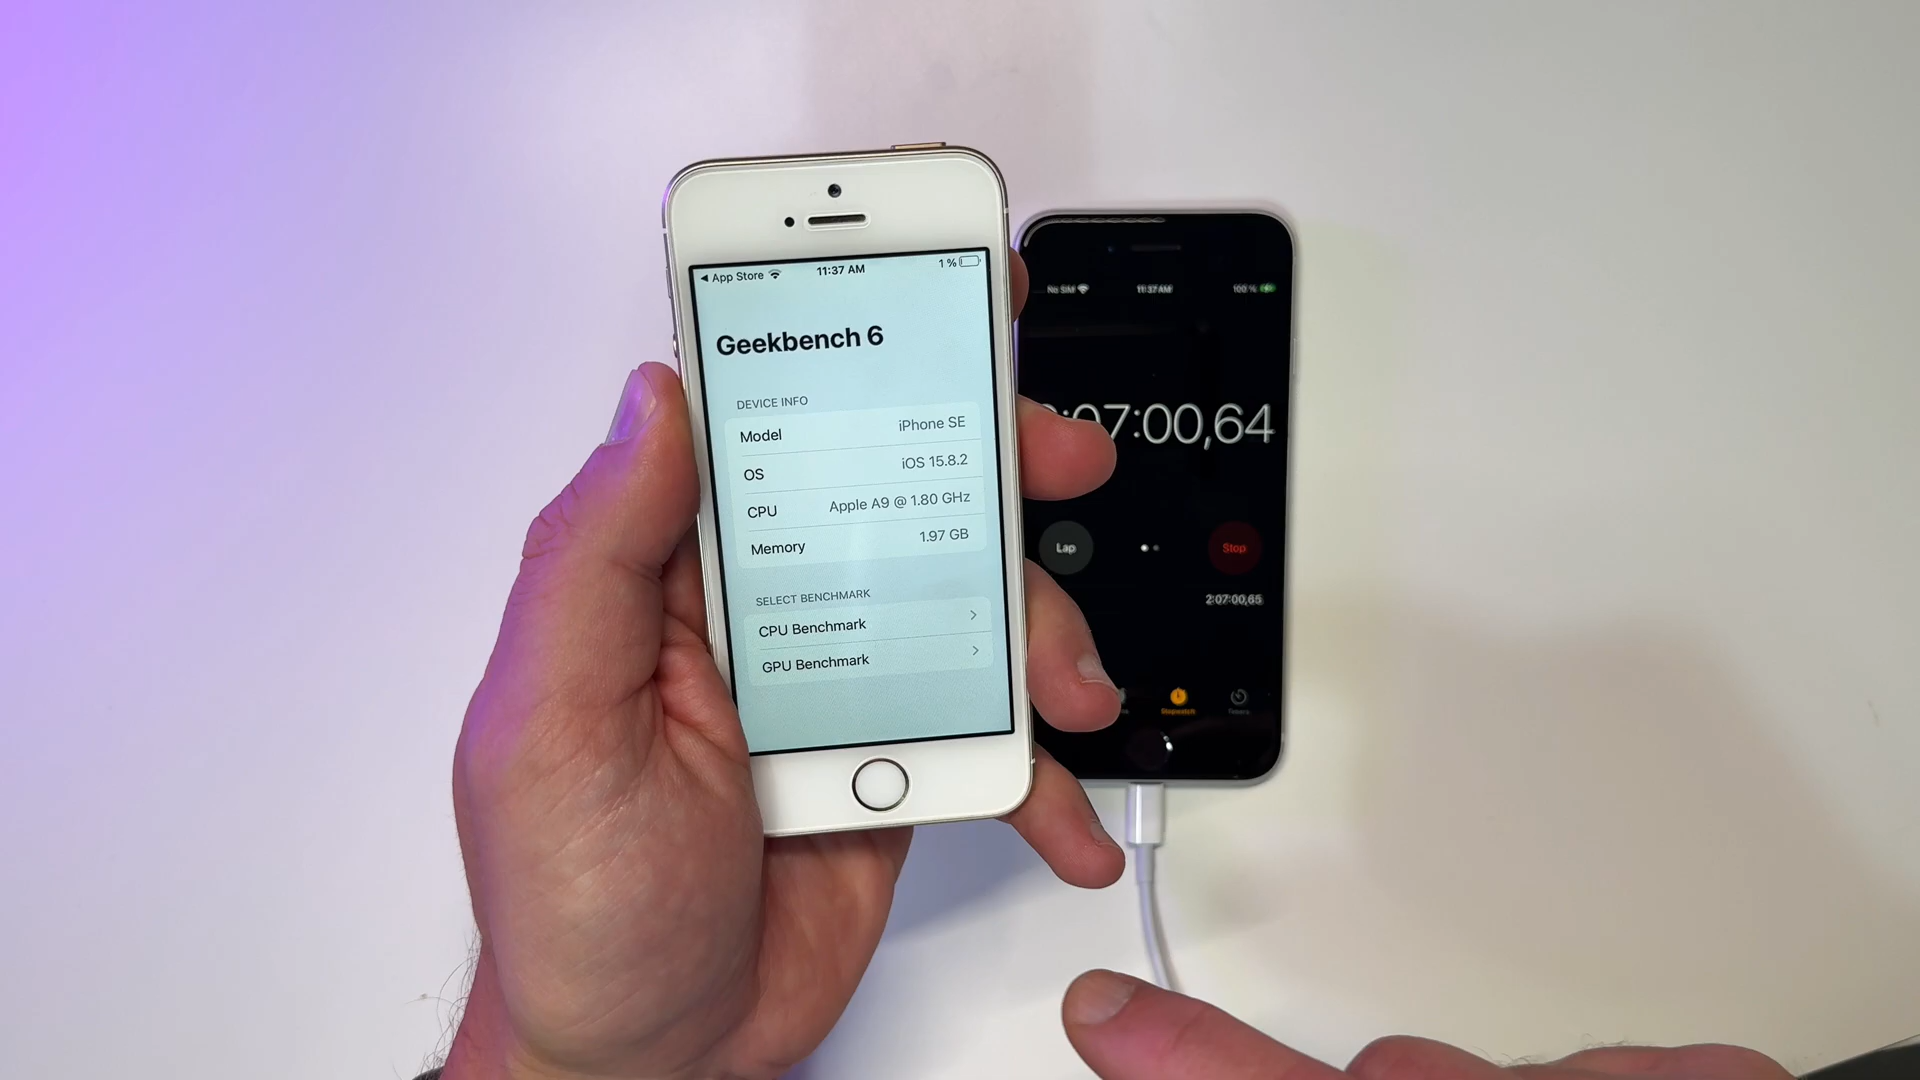 ◀ App Store 11:37 AM 1 %
Geekbench 6
DEVICE INFO
Model iPhone SE
OS iOS 15.8.2
CPU Apple A9 @ 1.80 GHz
Memory 1.97 GB
SELECT BENCHMARK
CPU Benchmark
GPU Benchmark
No SIM 11:37 AM 100 %
07:00,64
Lap Stop
2:07:00,65
Stopwatch Timers